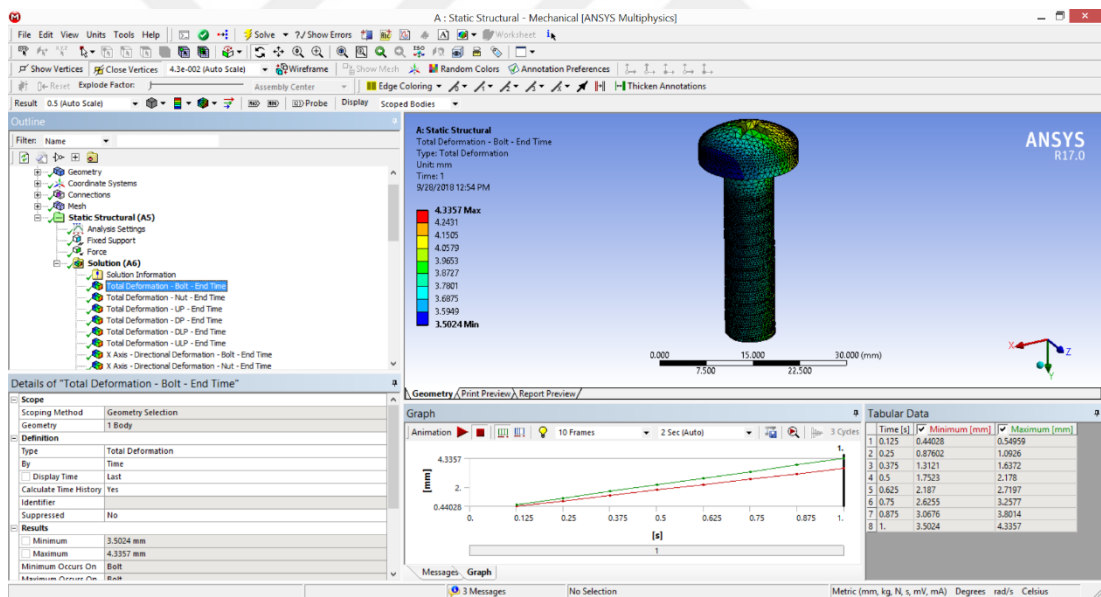 A : Static Structural - Mechanical [ANSYS Multiphysics]
File Edit View Units Tools Help Solve ?/ Show Errors Worksheet
Show Vertices Close Vertices 4.3e-002 (Auto Scale) Wireframe Show Mesh Random Colors Annotation Preferences
Reset Explode Factor: Assembly Center Edge Coloring Thicken Annotations
Result 0.5 (Auto Scale) Probe Display Scoped Bodies
Outline
Filter: Name
Geometry
Coordinate Systems
Connections
Mesh
Static Structural (A5)
Analysis Settings
Fixed Support
Force
Solution (A6)
Solution Information
Total Deformation - Bolt - End Time
Total Deformation - Nut - End Time
Total Deformation - UP - End Time
Total Deformation - DP - End Time
Total Deformation - DLP - End Time
Total Deformation - ULP - End Time
X Axis - Directional Deformation - Bolt - End Time
X Axis - Directional Deformation - Nut - End Time
A: Static Structural
Total Deformation - Bolt - End Time
Type: Total Deformation
Unit: mm
Time: 1
9/28/2018 12:54 PM
4.3357 Max
4.2431
4.1505
4.0579
3.9653
3.8727
3.7801
3.6875
3.5949
3.5024 Min
ANSYS
R17.0
0.000 15.000 30.000 (mm)
7.500 22.500
X Y Z
Geometry Print Preview Report Preview
Details of "Total Deformation - Bolt - End Time"
Scope
Scoping Method Geometry Selection
Geometry 1 Body
Definition
Type Total Deformation
By Time
Display Time Last
Calculate Time History Yes
Identifier
Suppressed No
Results
Minimum 3.5024 mm
Maximum 4.3357 mm
Minimum Occurs On Bolt
Maximum Occurs On Bolt
Graph
Animation 10 Frames 2 Sec (Auto) 3 Cycles
1.
4.3357
2.
0.44028
[mm]
0. 0.125 0.25 0.375 0.5 0.625 0.75 0.875 1.
[s]
1
Messages Graph
Tabular Data
Time [s] Minimum [mm] Maximum [mm]
1 0.125 0.44028 0.54959
2 0.25 0.87602 1.0926
3 0.375 1.3121 1.6372
4 0.5 1.7523 2.178
5 0.625 2.187 2.7197
6 0.75 2.6255 3.2577
7 0.875 3.0676 3.8014
8 1. 3.5024 4.3357
3 Messages No Selection Metric (mm, kg, N, s, mV, mA) Degrees rad/s Celsius